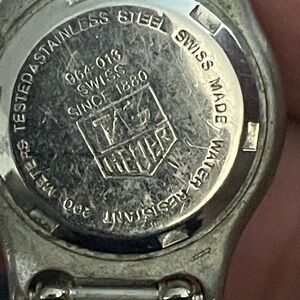 STAINLESS STEEL SWISS MADE WATER RESISTANT 200 METERS TESTED
964.013
SWISS
SINCE 1860
TAG
HEUER